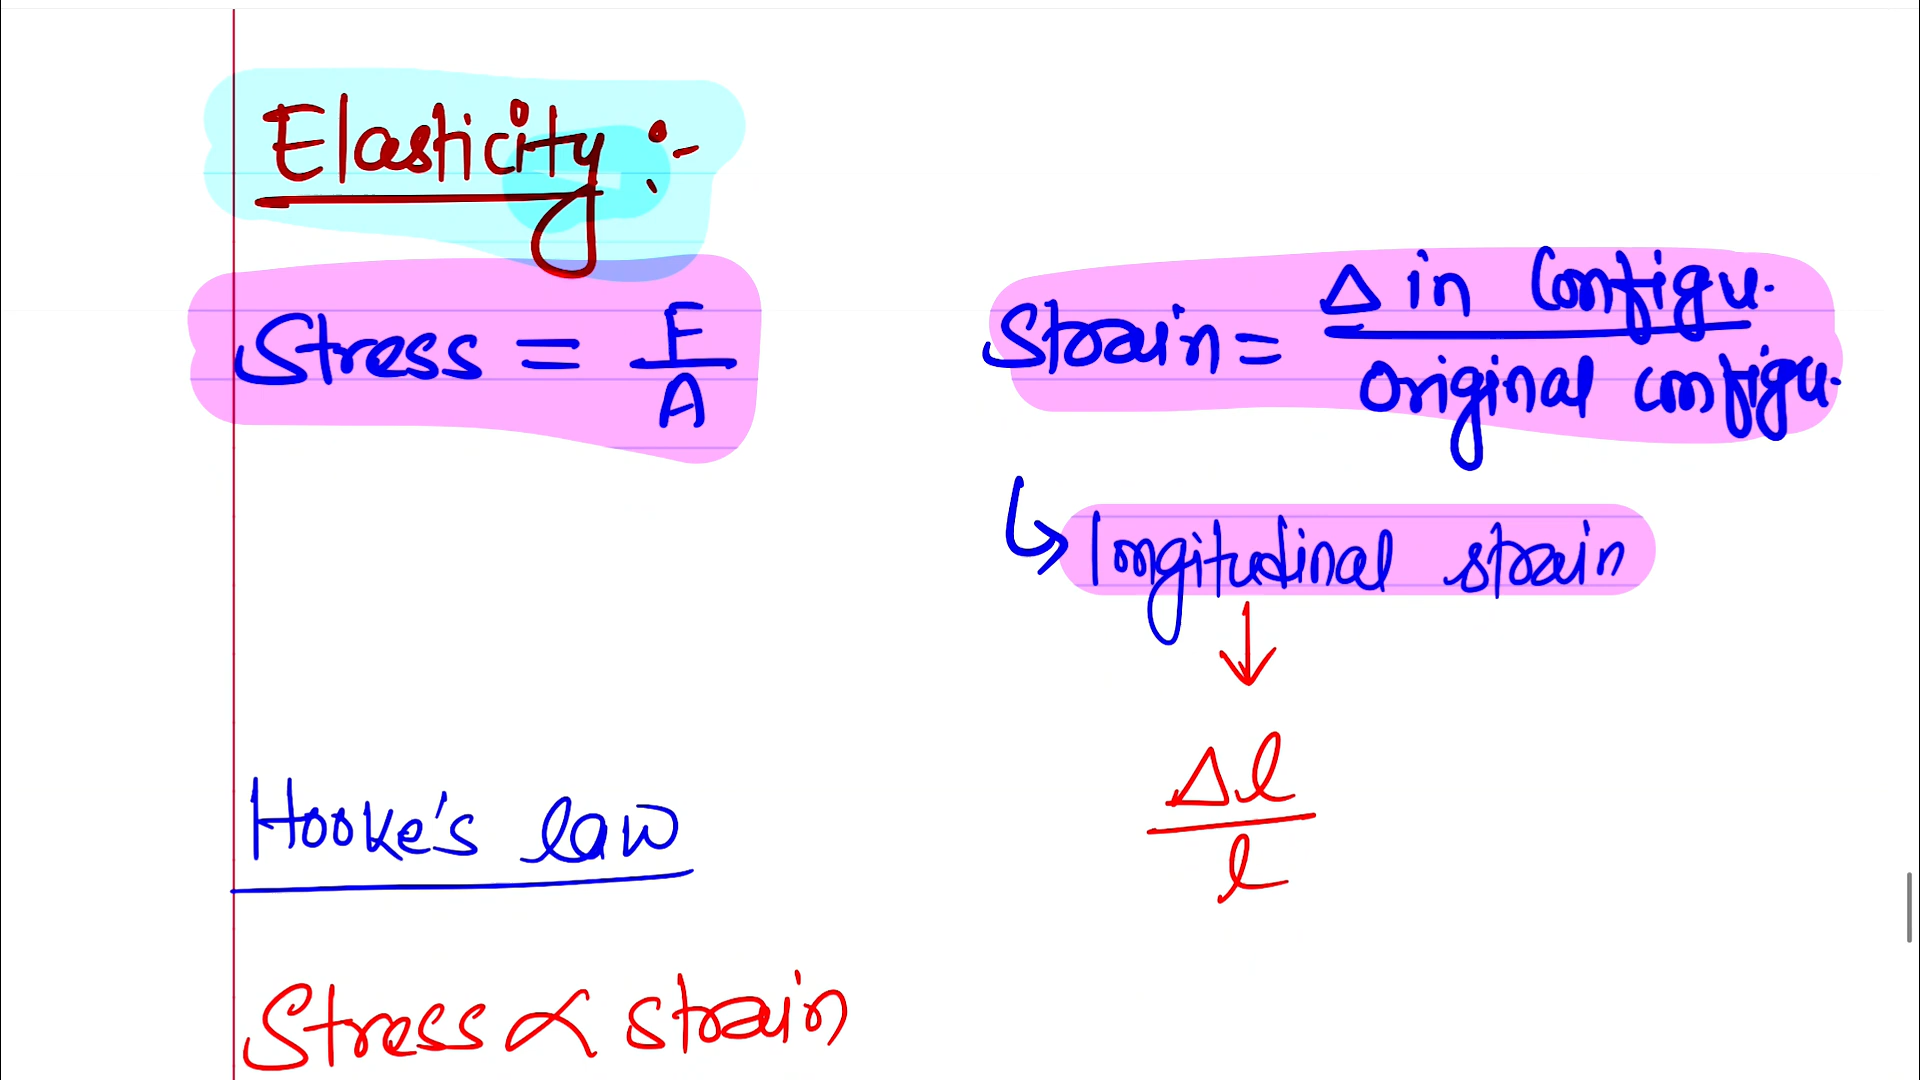 Elasticity :-
Stress = F/A
Strain = Δ in Configu. / Original configu.
↳ longitudinal strain
↓
Δl / l
Hooke's law
Stress ∝ strain